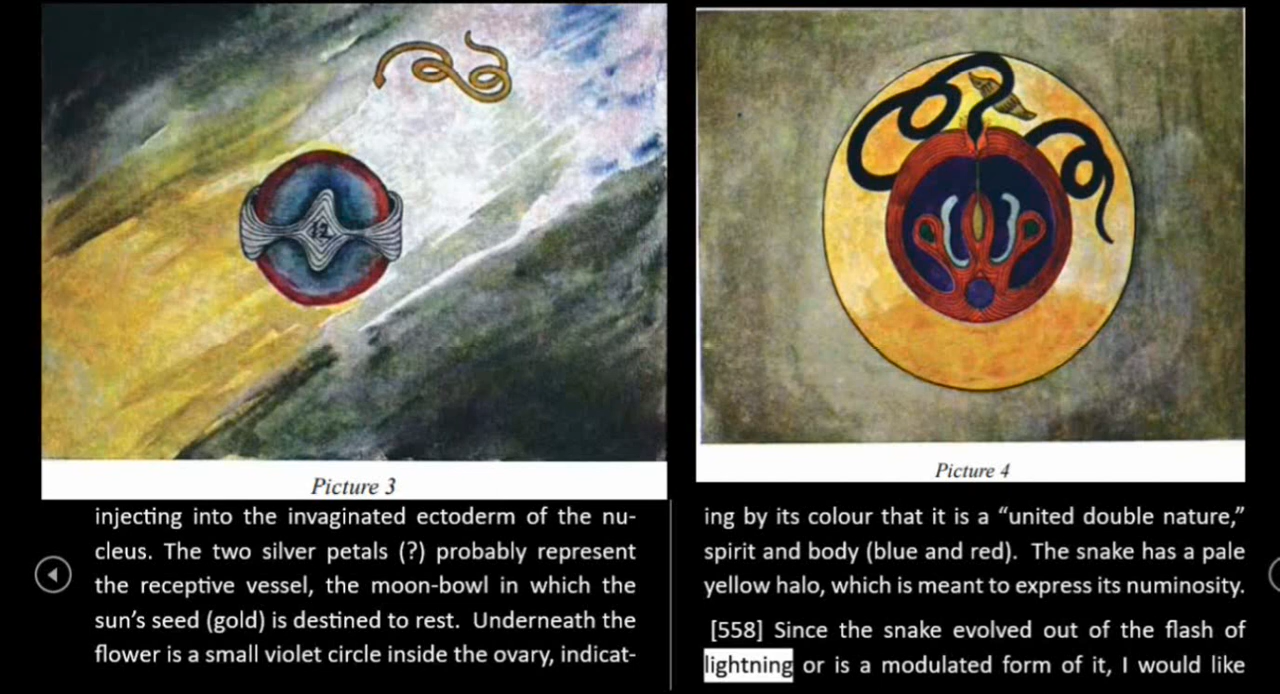 12
Picture 3
injecting into the invaginated ectoderm of the nu-
cleus. The two silver petals (?) probably represent
the receptive vessel, the moon-bowl in which the
sun's seed (gold) is destined to rest. Underneath the
flower is a small violet circle inside the ovary, indicat-
Picture 4
ing by its colour that it is a “united double nature,”
spirit and body (blue and red). The snake has a pale
yellow halo, which is meant to express its numinosity.
[558] Since the snake evolved out of the flash of
lightning or is a modulated form of it, I would like